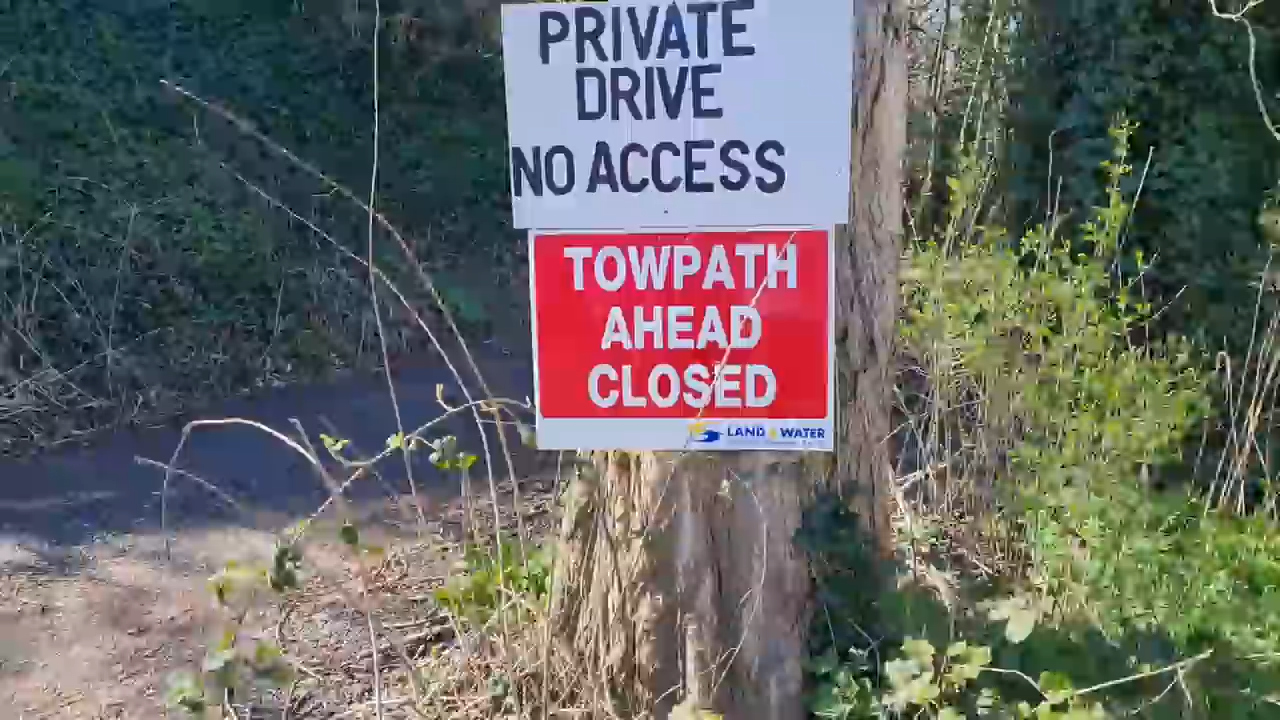 PRIVATE
DRIVE
NO ACCESS
TOWPATH
AHEAD
CLOSED
LAND & WATER